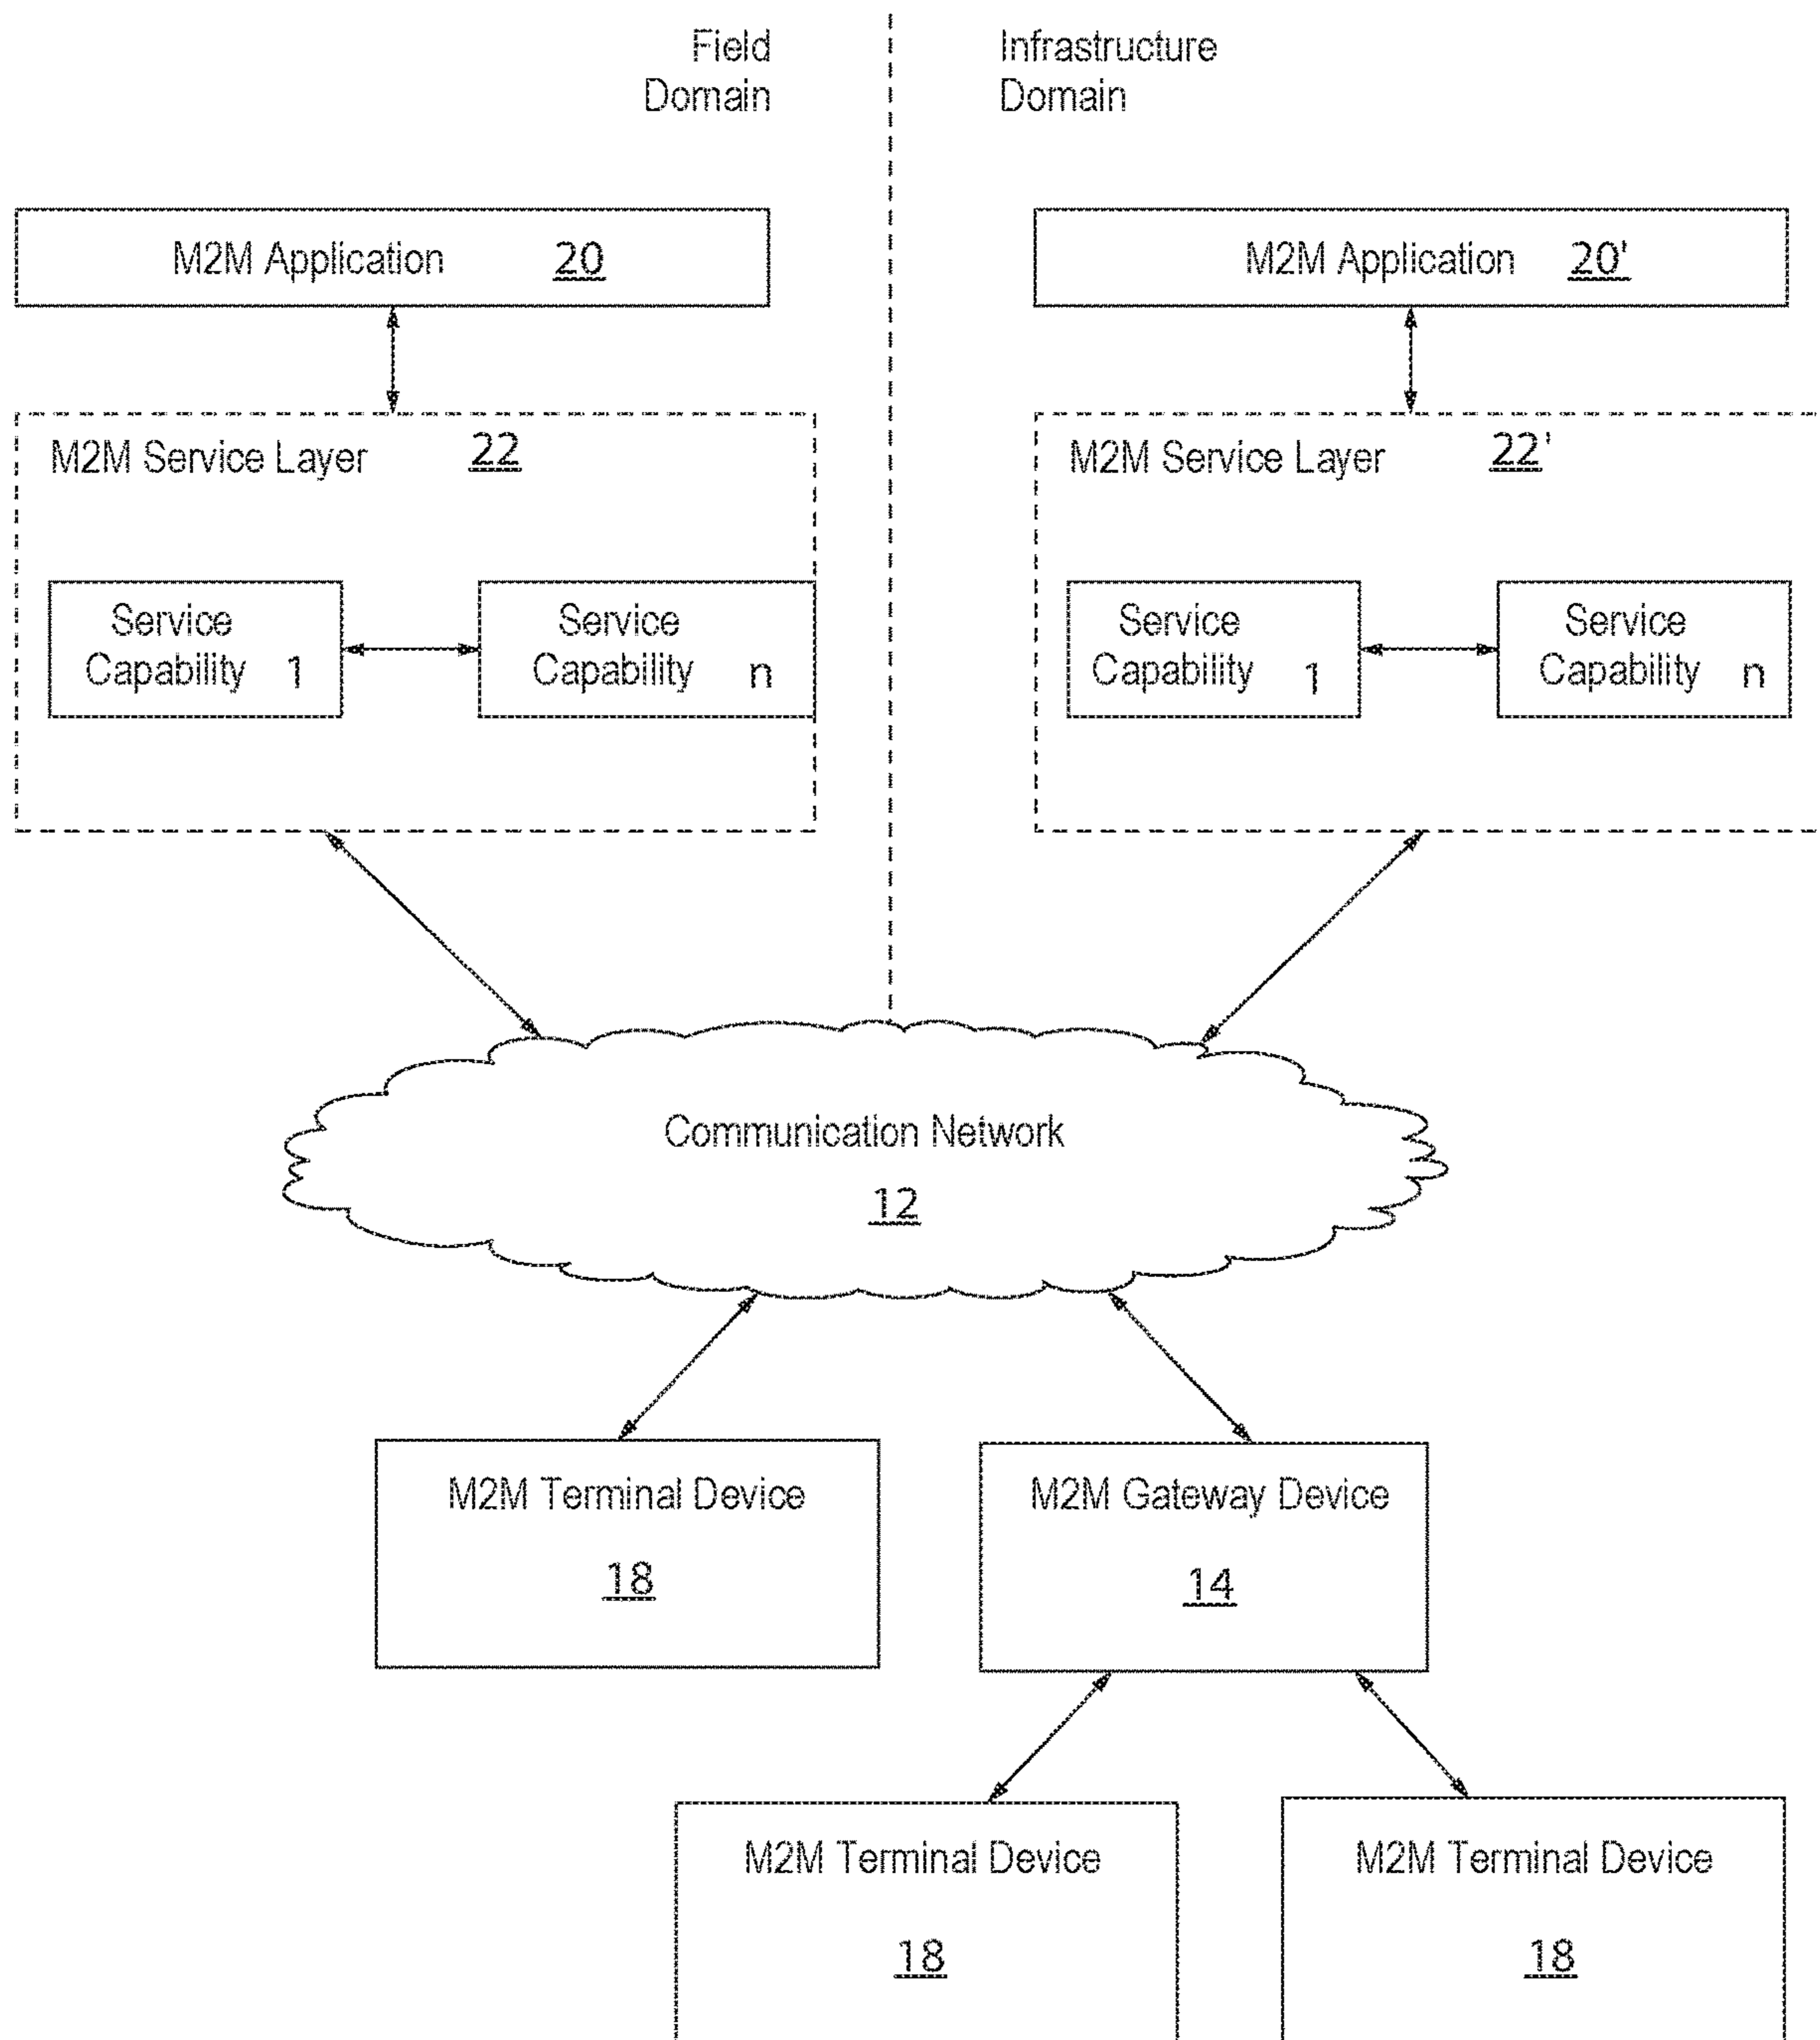 Field
Domain
Infrastructure
Domain
M2M Application 20
M2M Application 20'
M2M Service Layer 22
M2M Service Layer 22'
Service
Capability 1
Service
Capability n
Service
Capability 1
Service
Capability n
Communication Network
12
M2M Terminal Device
18
M2M Gateway Device
14
M2M Terminal Device
18
M2M Terminal Device
18